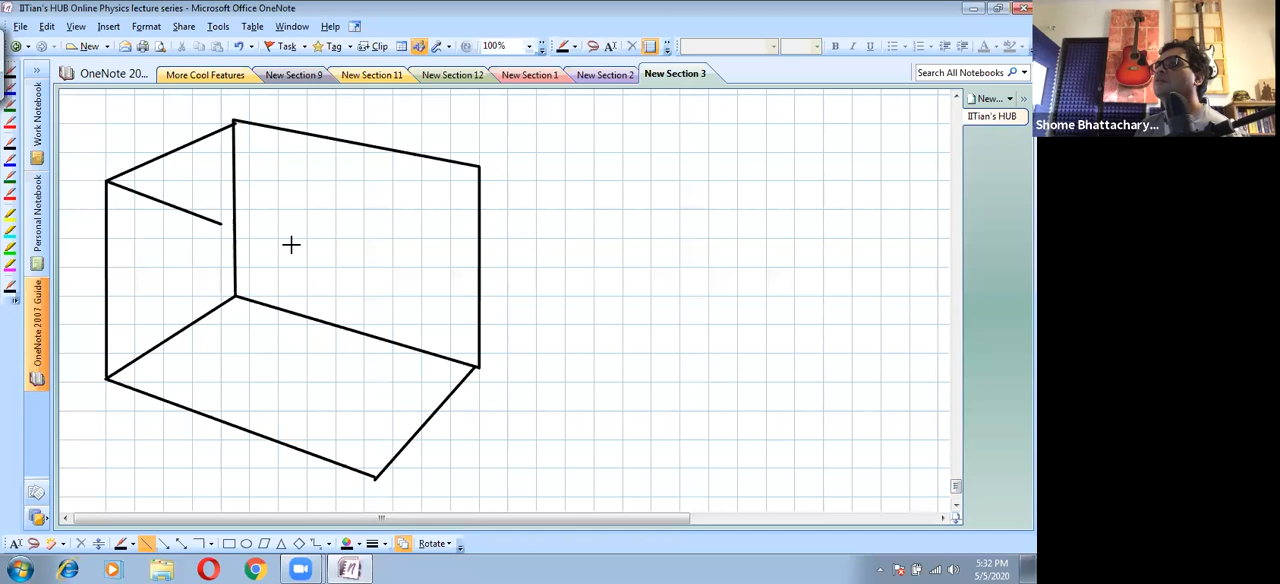 IITian's HUB Online Physics lecture series - Microsoft Office OneNote
File Edit View Insert Format Share Tools Table Window Help
New Task Tag Clip 100% B I U
OneNote 20... More Cool Features New Section 9 New Section 11 New Section 12 New Section 1 New Section 2 New Section 3 Search All Notebooks
New...
IITian's HUB
Work Notebook
Personal Notebook
OneNote 2007 Guide
Shome Bhattachary...
Rotate
5:32 PM
5/5/2020